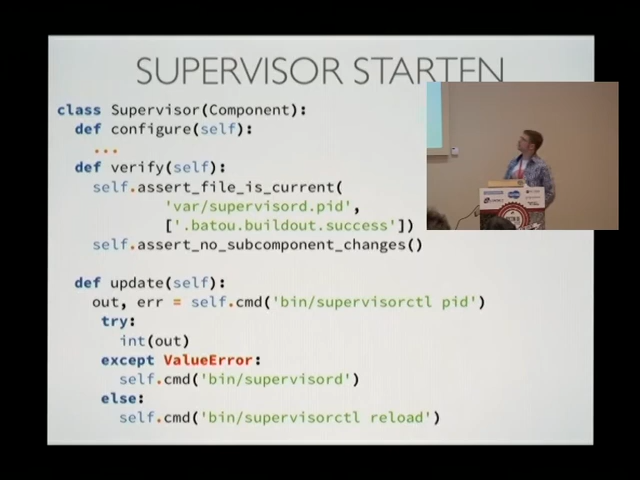 SUPERVISOR STARTEN
class Supervisor(Component):
def configure(self):
...
def verify(self):
self.assert_file_is_current(
'var/supervisord.pid',
['.batou.buildout.success'])
self.assert_no_subcomponent_changes()
def update(self):
out, err = self.cmd('bin/supervisorctl pid')
try:
int(out)
except ValueError:
self.cmd('bin/supervisord')
else:
self.cmd('bin/supervisorctl reload')